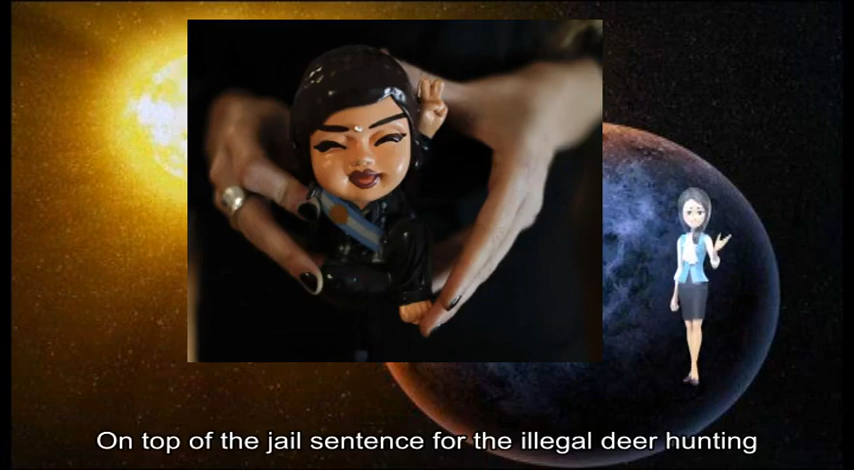 On top of the jail sentence for the illegal deer hunting